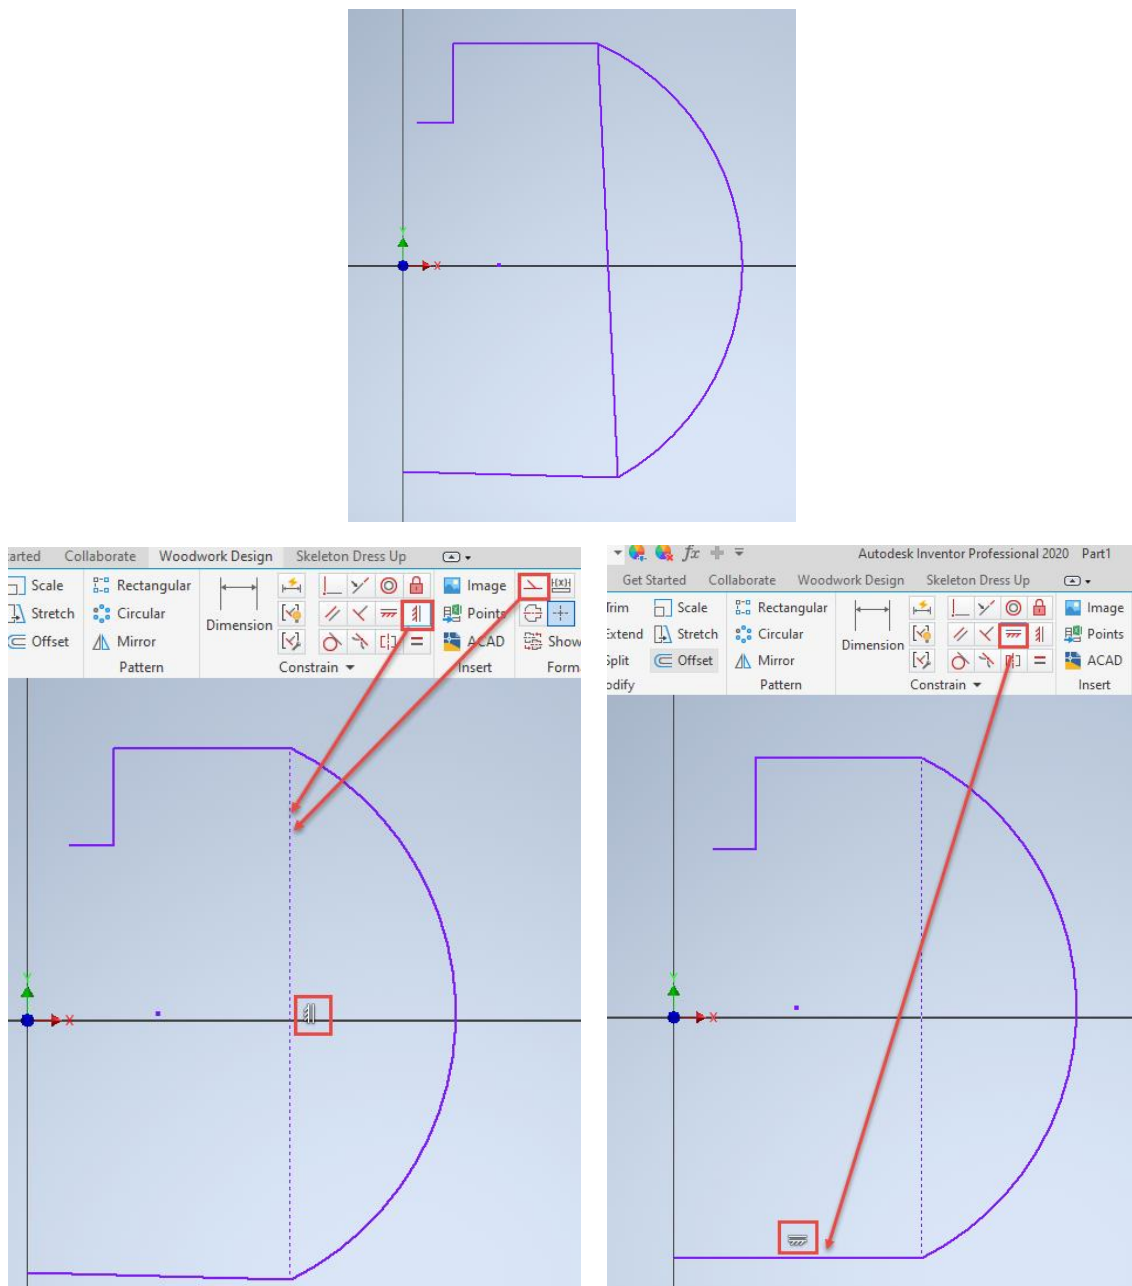 X
arted Collaborate Woodwork Design Skeleton Dress Up
Scale Rectangular Image
Stretch Circular Dimension Points
Offset Mirror ACAD Show
Pattern Constrain Insert Form
X
fx Autodesk Inventor Professional 2020 Part1
Get Started Collaborate Woodwork Design Skeleton Dress Up
Trim Scale Rectangular Image
Extend Stretch Circular Dimension Points
Split Offset Mirror ACAD
odify Pattern Constrain Insert
X